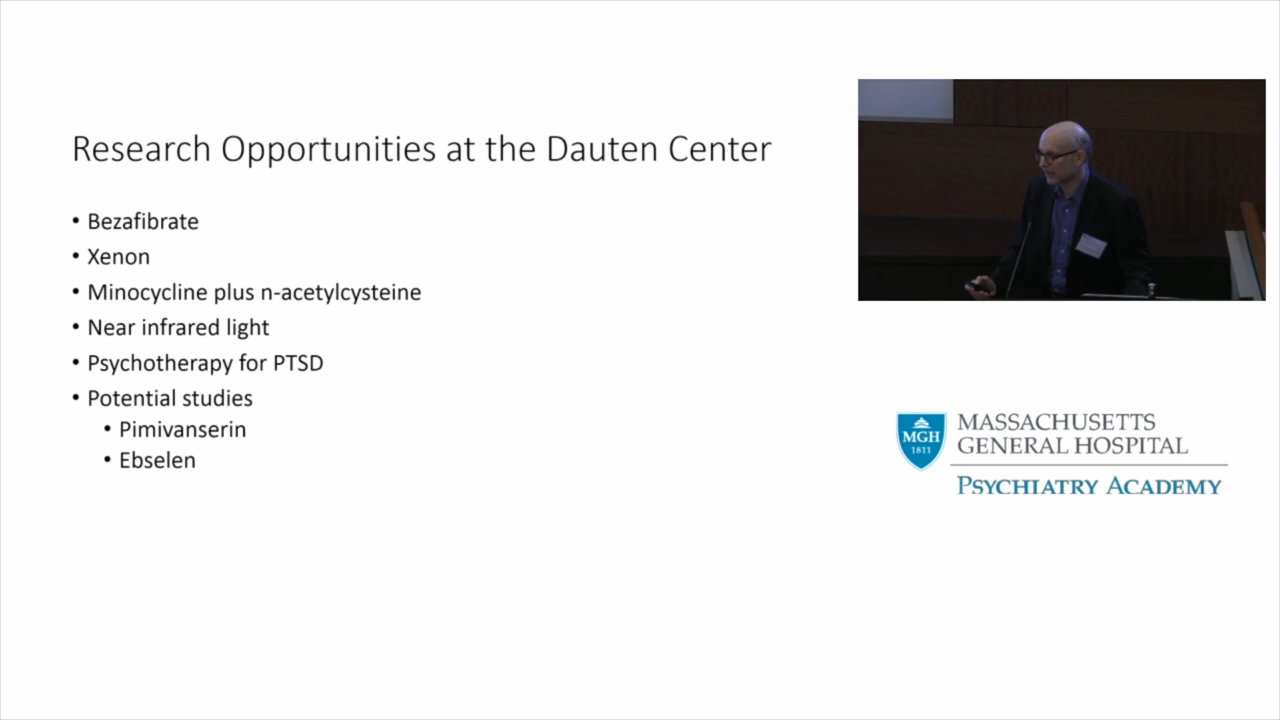 Research Opportunities at the Dauten Center
• Bezafibrate
• Xenon
• Minocycline plus n-acetylcysteine
• Near infrared light
• Psychotherapy for PTSD
• Potential studies
• Pimivanserin
• Ebselen
MGH
1811
MASSACHUSETTS
GENERAL HOSPITAL
PSYCHIATRY ACADEMY